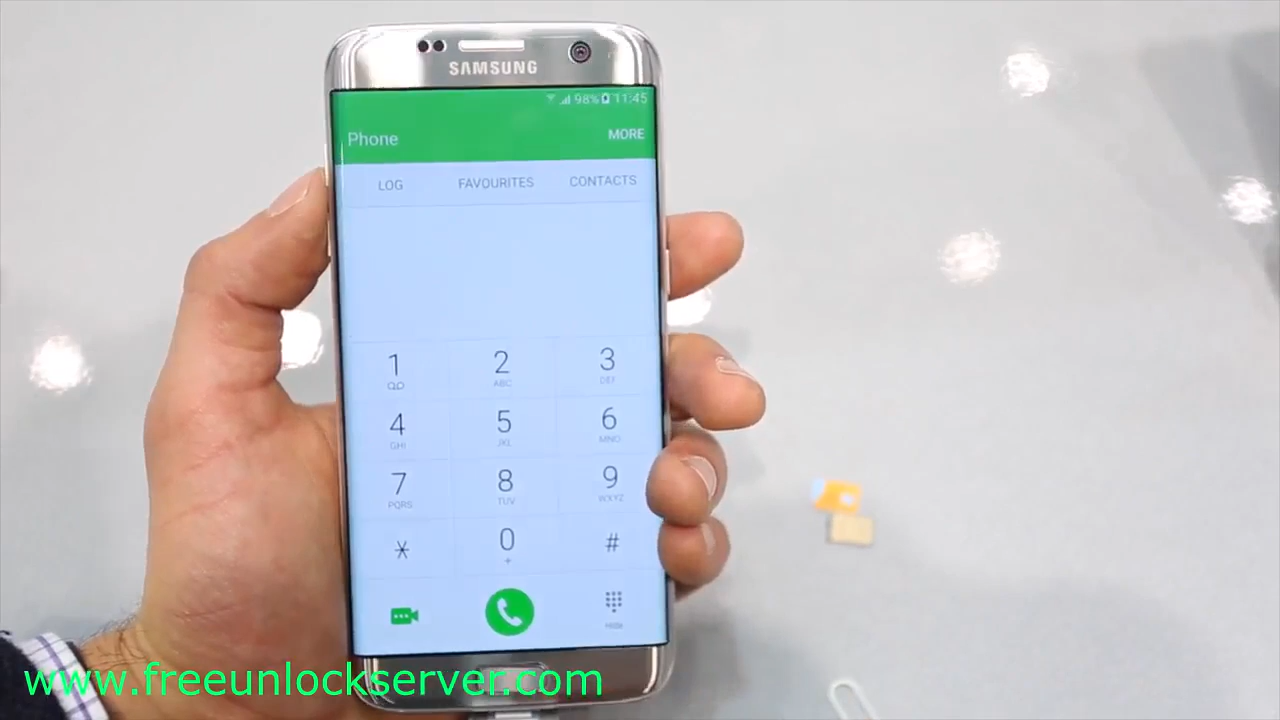 SAMSUNG
98% 11:45
Phone MORE
LOG FAVOURITES CONTACTS
1 2 3
ABC DEF
4 5 6
GHI JKL MNO
7 8 9
PQRS TUV WXYZ
* 0 #
+
Hide
www.freeunlockserver.com